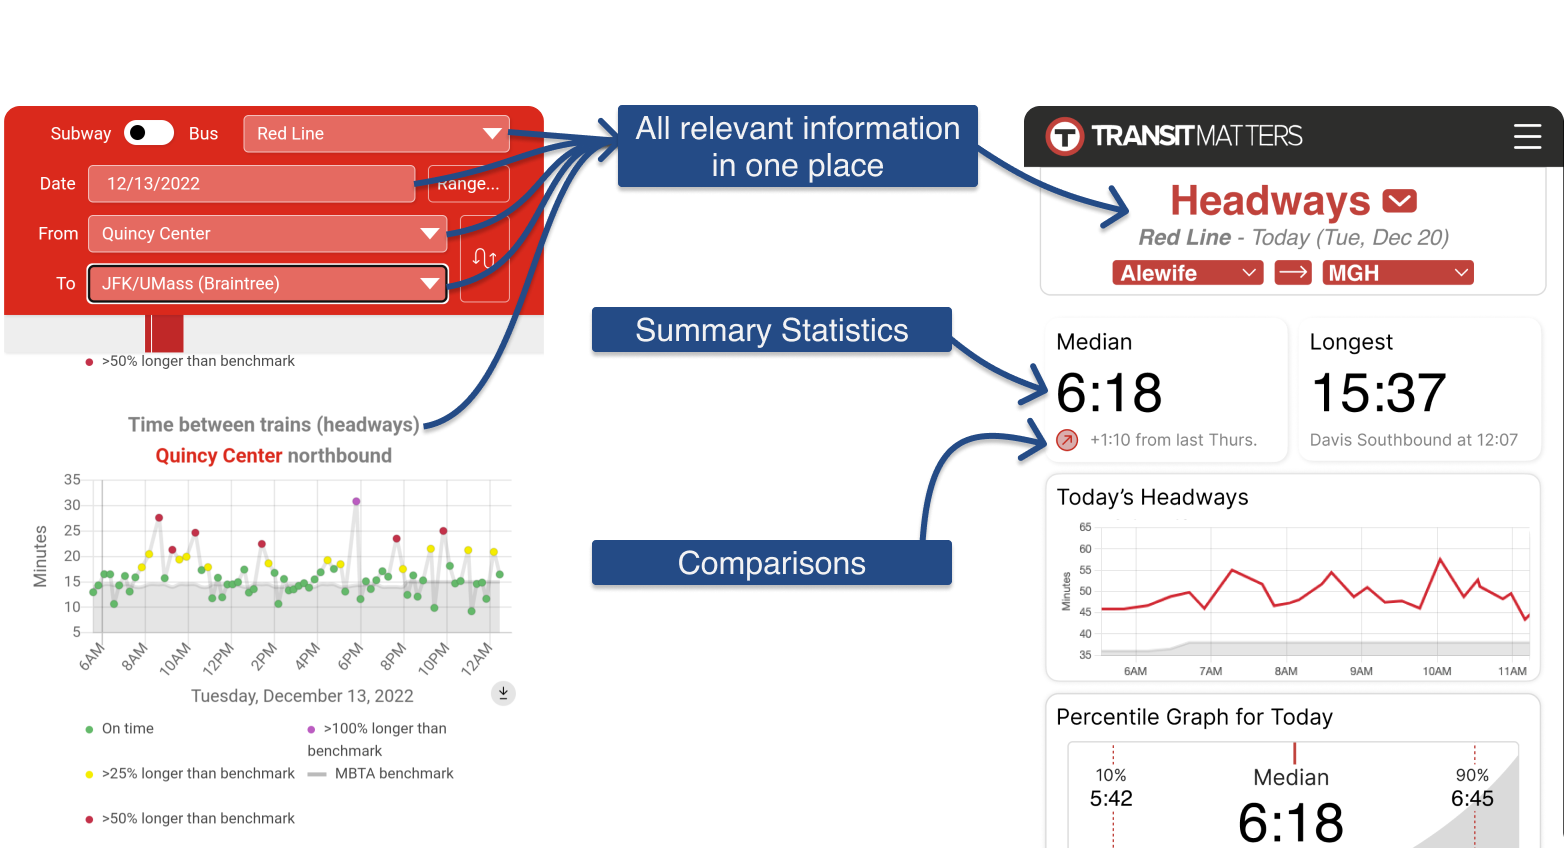 Subway
Bus
Red Line
Date
12/13/2022
Range...
From
Quincy Center
To
JFK/UMass (Braintree)
>50% longer than benchmark
Time between trains (headways)
Quincy Center northbound
35
30
25
20
15
10
5
Minutes
6AM
8AM
10AM
12PM
2PM
4PM
6PM
8PM
10PM
12AM
Tuesday, December 13, 2022
On time
>100% longer than
benchmark
>25% longer than benchmark
MBTA benchmark
>50% longer than benchmark
All relevant information
in one place
Summary Statistics
Comparisons
T TRANSITMATTERS
Headways
Red Line - Today (Tue, Dec 20)
Alewife
MGH
Median
6:18
+1:10 from last Thurs.
Longest
15:37
Davis Southbound at 12:07
Today’s Headways
65
60
55
50
45
40
35
Minutes
6AM
7AM
8AM
9AM
10AM
11AM
Percentile Graph for Today
10%
5:42
Median
6:18
90%
6:45